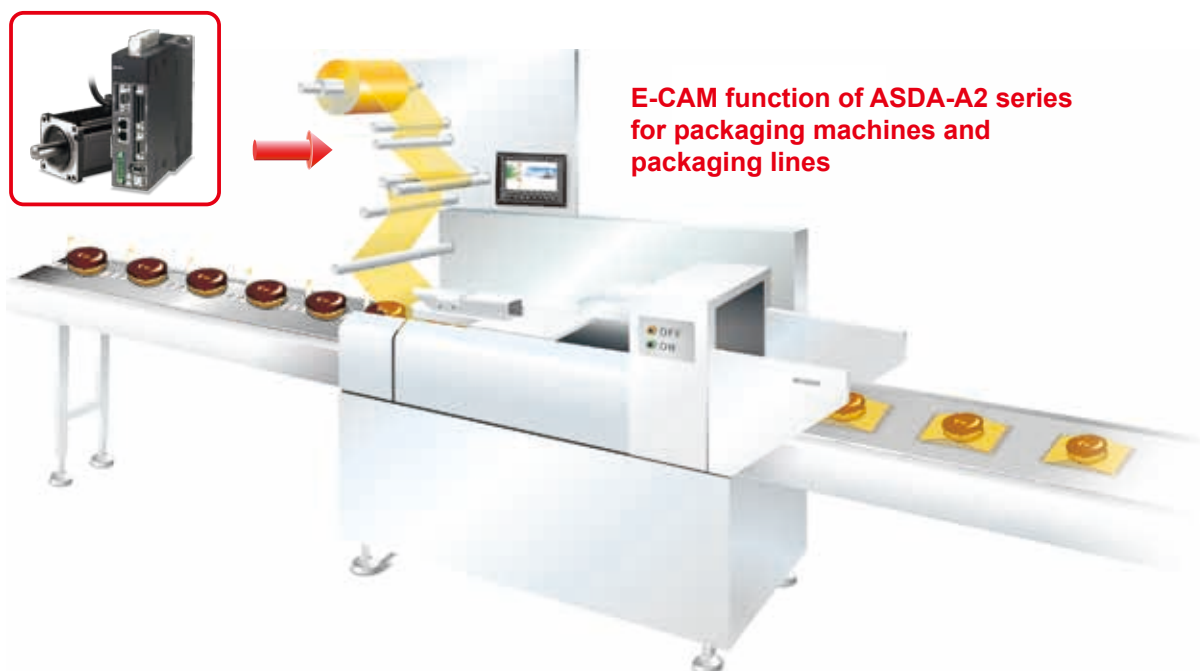 E-CAM function of ASDA-A2 series
for packaging machines and
packaging lines
OFF
ON